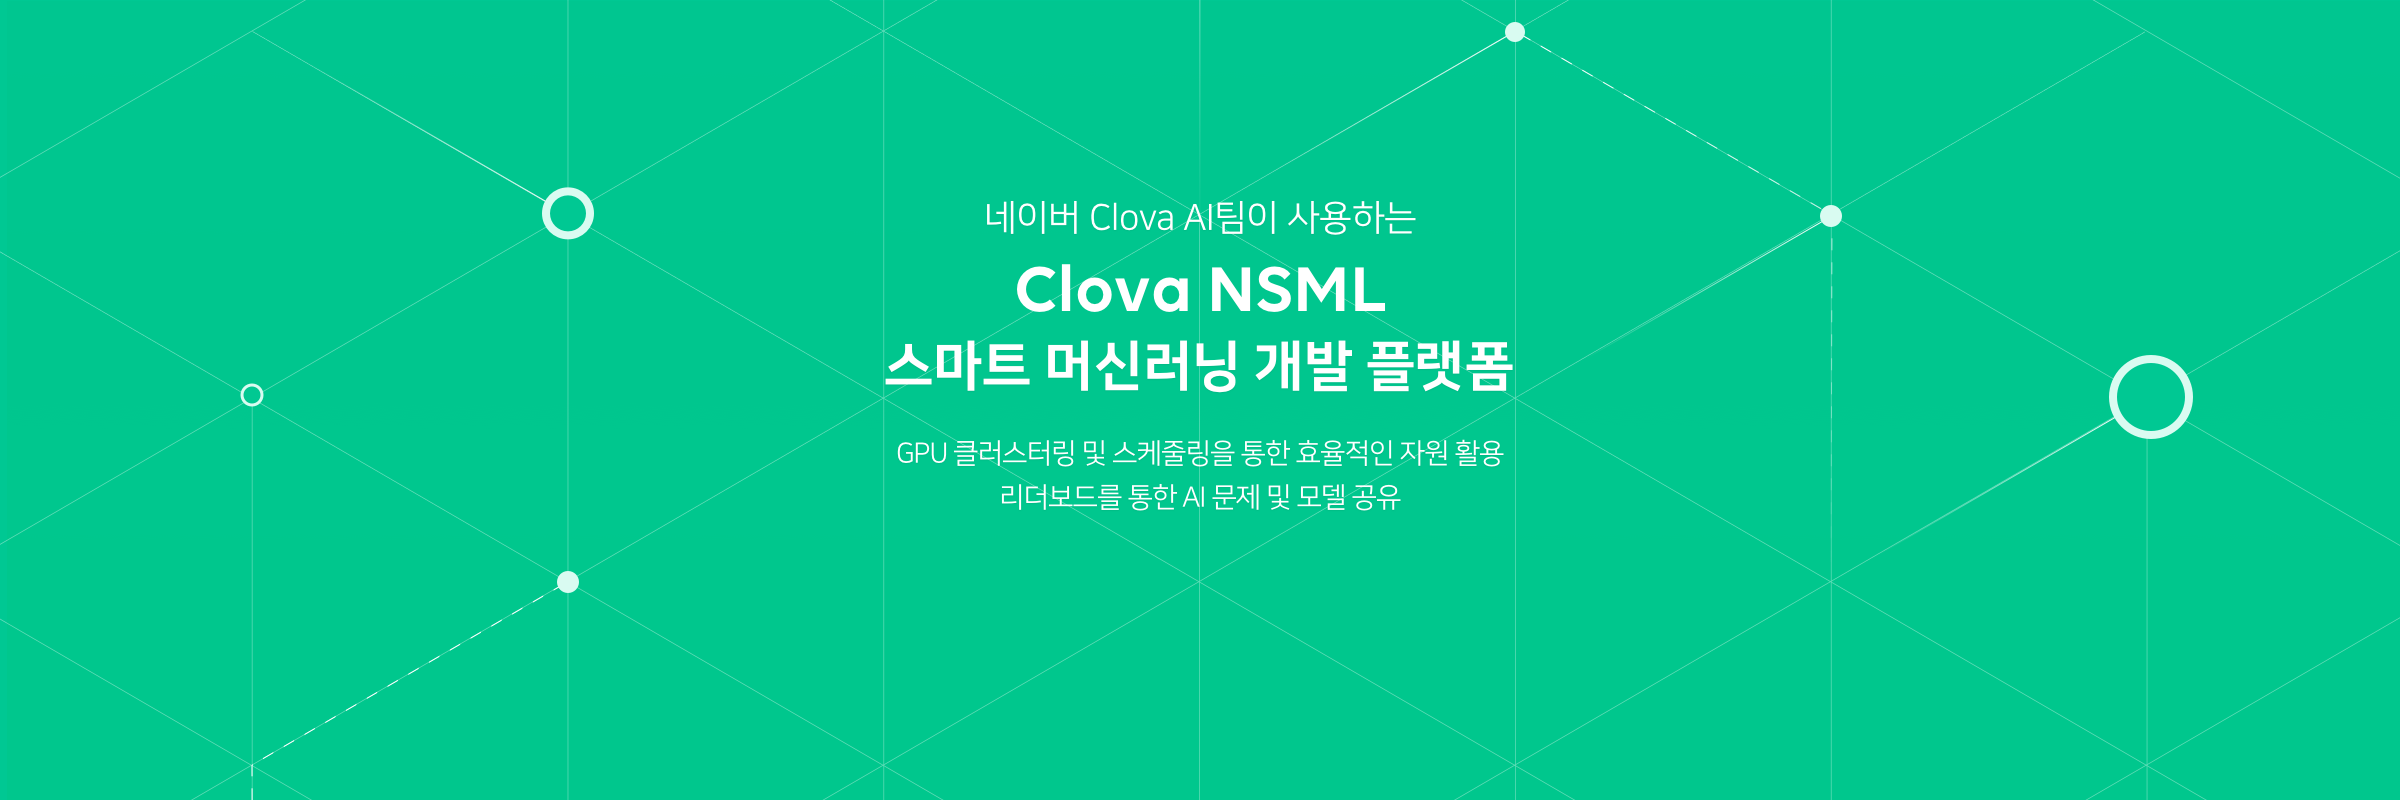 네이버 Clova AI팀이 사용하는
Clova NSML
스마트 머신러닝 개발 플랫폼
GPU 클러스터링 및 스케줄링을 통한 효율적인 자원 활용
리더보드를 통한 AI 문제 및 모델 공유